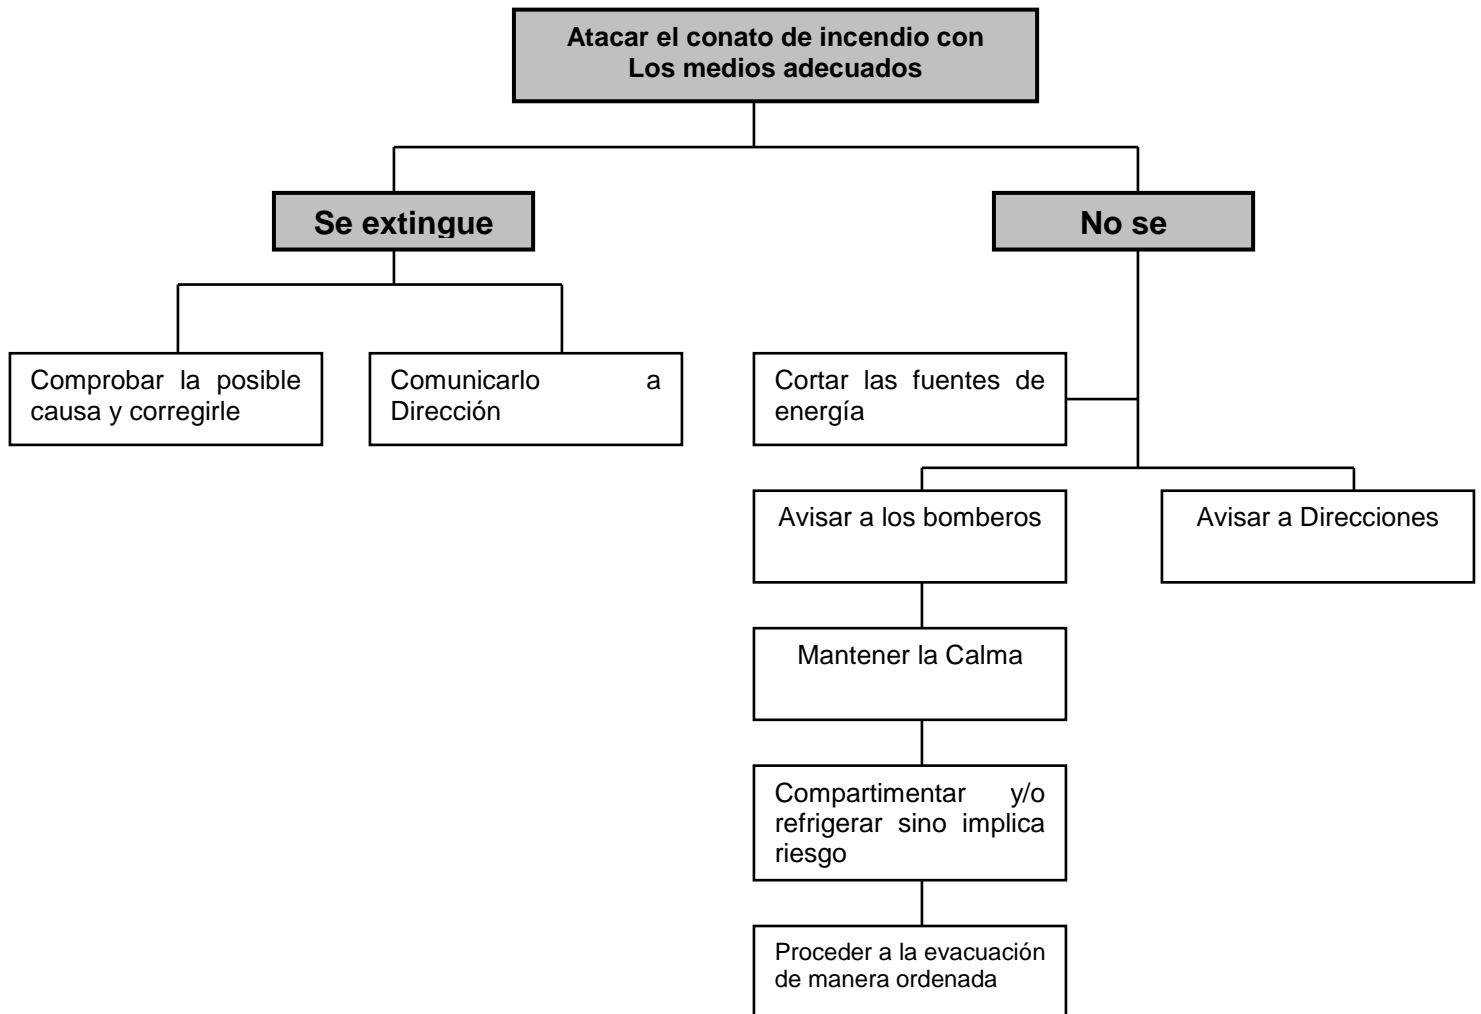 Atacar el conato de incendio con
Los medios adecuados
Se extingue
No se
Comprobar la posible
causa y corregirle
Comunicarlo a
Dirección
Cortar las fuentes de
energía
Avisar a los bomberos
Avisar a Direcciones
Mantener la Calma
Compartimentar y/o
refrigerar sino implica
riesgo
Proceder a la evacuación
de manera ordenada